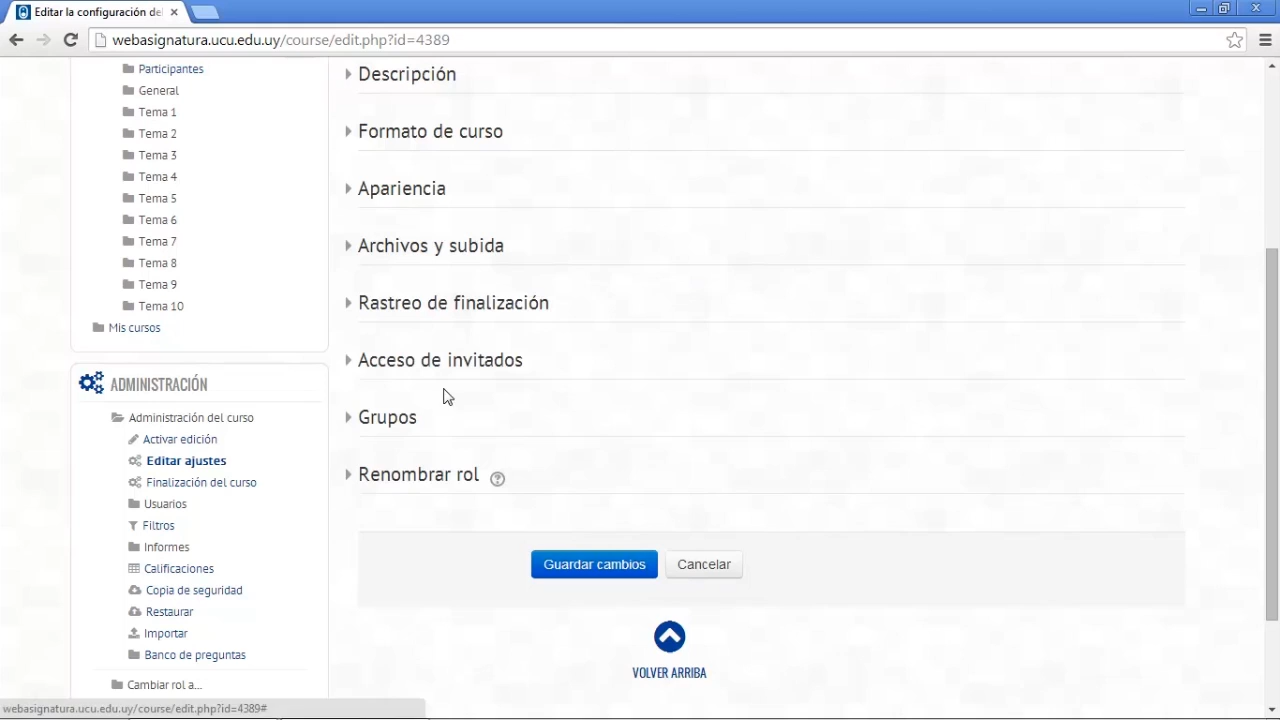 Editar la configuración del
webasignatura.ucu.edu.uy/course/edit.php?id=4389
Participantes
General
Tema 1
Tema 2
Tema 3
Tema 4
Tema 5
Tema 6
Tema 7
Tema 8
Tema 9
Tema 10
Mis cursos
ADMINISTRACIÓN
Administración del curso
Activar edición
Editar ajustes
Finalización del curso
Usuarios
Filtros
Informes
Calificaciones
Copia de seguridad
Restaurar
Importar
Banco de preguntas
Cambiar rol a...
Descripción
Formato de curso
Apariencia
Archivos y subida
Rastreo de finalización
Acceso de invitados
Grupos
Renombrar rol ?
Guardar cambios Cancelar
VOLVER ARRIBA
webasignatura.ucu.edu.uy/course/edit.php?id=4389#